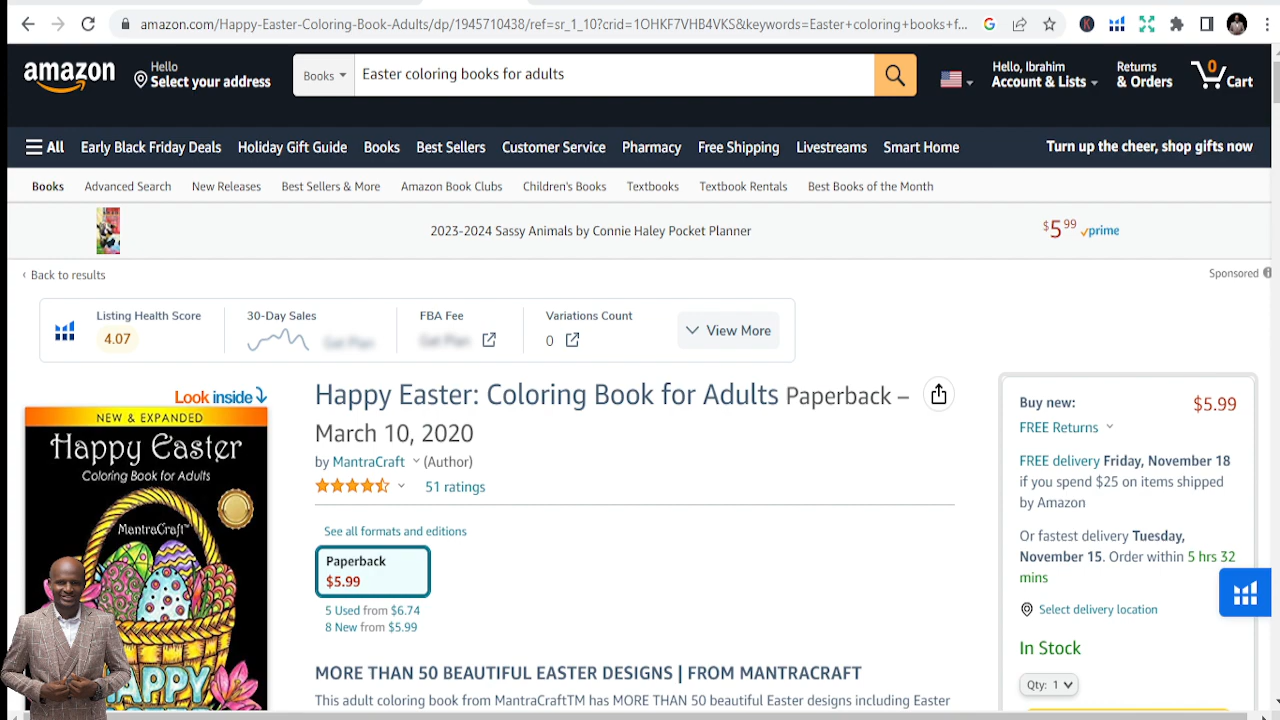 amazon.com/Happy-Easter-Coloring-Book-Adults/dp/1945710438/ref=sr_1_10?crid=1OHKF7VHB4VKS&keywords=Easter+coloring+books+f...
amazon
Hello
Select your address
Books
Easter coloring books for adults
Hello, Ibrahim
Account & Lists
Returns
& Orders
0
Cart
All
Early Black Friday Deals
Holiday Gift Guide
Books
Best Sellers
Customer Service
Pharmacy
Free Shipping
Livestreams
Smart Home
Turn up the cheer, shop gifts now
Books
Advanced Search
New Releases
Best Sellers & More
Amazon Book Clubs
Children's Books
Textbooks
Textbook Rentals
Best Books of the Month
2023-2024 Sassy Animals by Connie Haley Pocket Planner
$5 99 prime
‹ Back to results
Sponsored
Listing Health Score
4.07
30-Day Sales
Get Plan
FBA Fee
Get Plan
Variations Count
0
View More
Look inside
NEW & EXPANDED
Happy Easter
Coloring Book for Adults
MantraCraft™
HAPPY
Happy Easter: Coloring Book for Adults Paperback –
March 10, 2020
by MantraCraft (Author)
51 ratings
See all formats and editions
Paperback
$5.99
5 Used from $6.74
8 New from $5.99
MORE THAN 50 BEAUTIFUL EASTER DESIGNS | FROM MANTRACRAFT
This adult coloring book from MantraCraftTM has MORE THAN 50 beautiful Easter designs including Easter
Buy new:
$5.99
FREE Returns
FREE delivery Friday, November 18
if you spend $25 on items shipped
by Amazon
Or fastest delivery Tuesday,
November 15. Order within 5 hrs 32
mins
Select delivery location
In Stock
Qty: 1